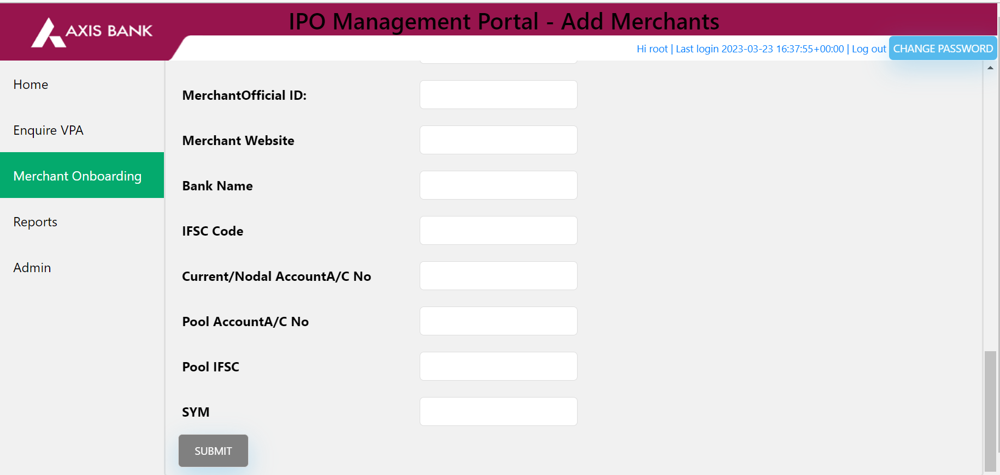 IPO Management Portal - Add Merchants
AXIS BANK
Hi root | Last login 2023-03-23 16:37:55+00:00 | Log out CHANGE PASSWORD
Home
Enquire VPA
Merchant Onboarding
Reports
Admin
MerchantOfficial ID:
Merchant Website
Bank Name
IFSC Code
Current/Nodal AccountA/C No
Pool AccountA/C No
Pool IFSC
SYM
SUBMIT